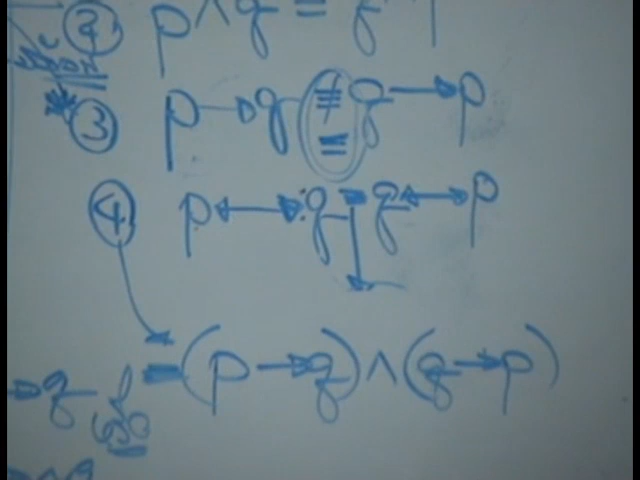 ② p ∧ q ≡ q
③ p → q ≢ ≡ q → p
④ p ↔ q ≡ q ↔ p
→ q ≡ (p → q) ∧ (q → p)